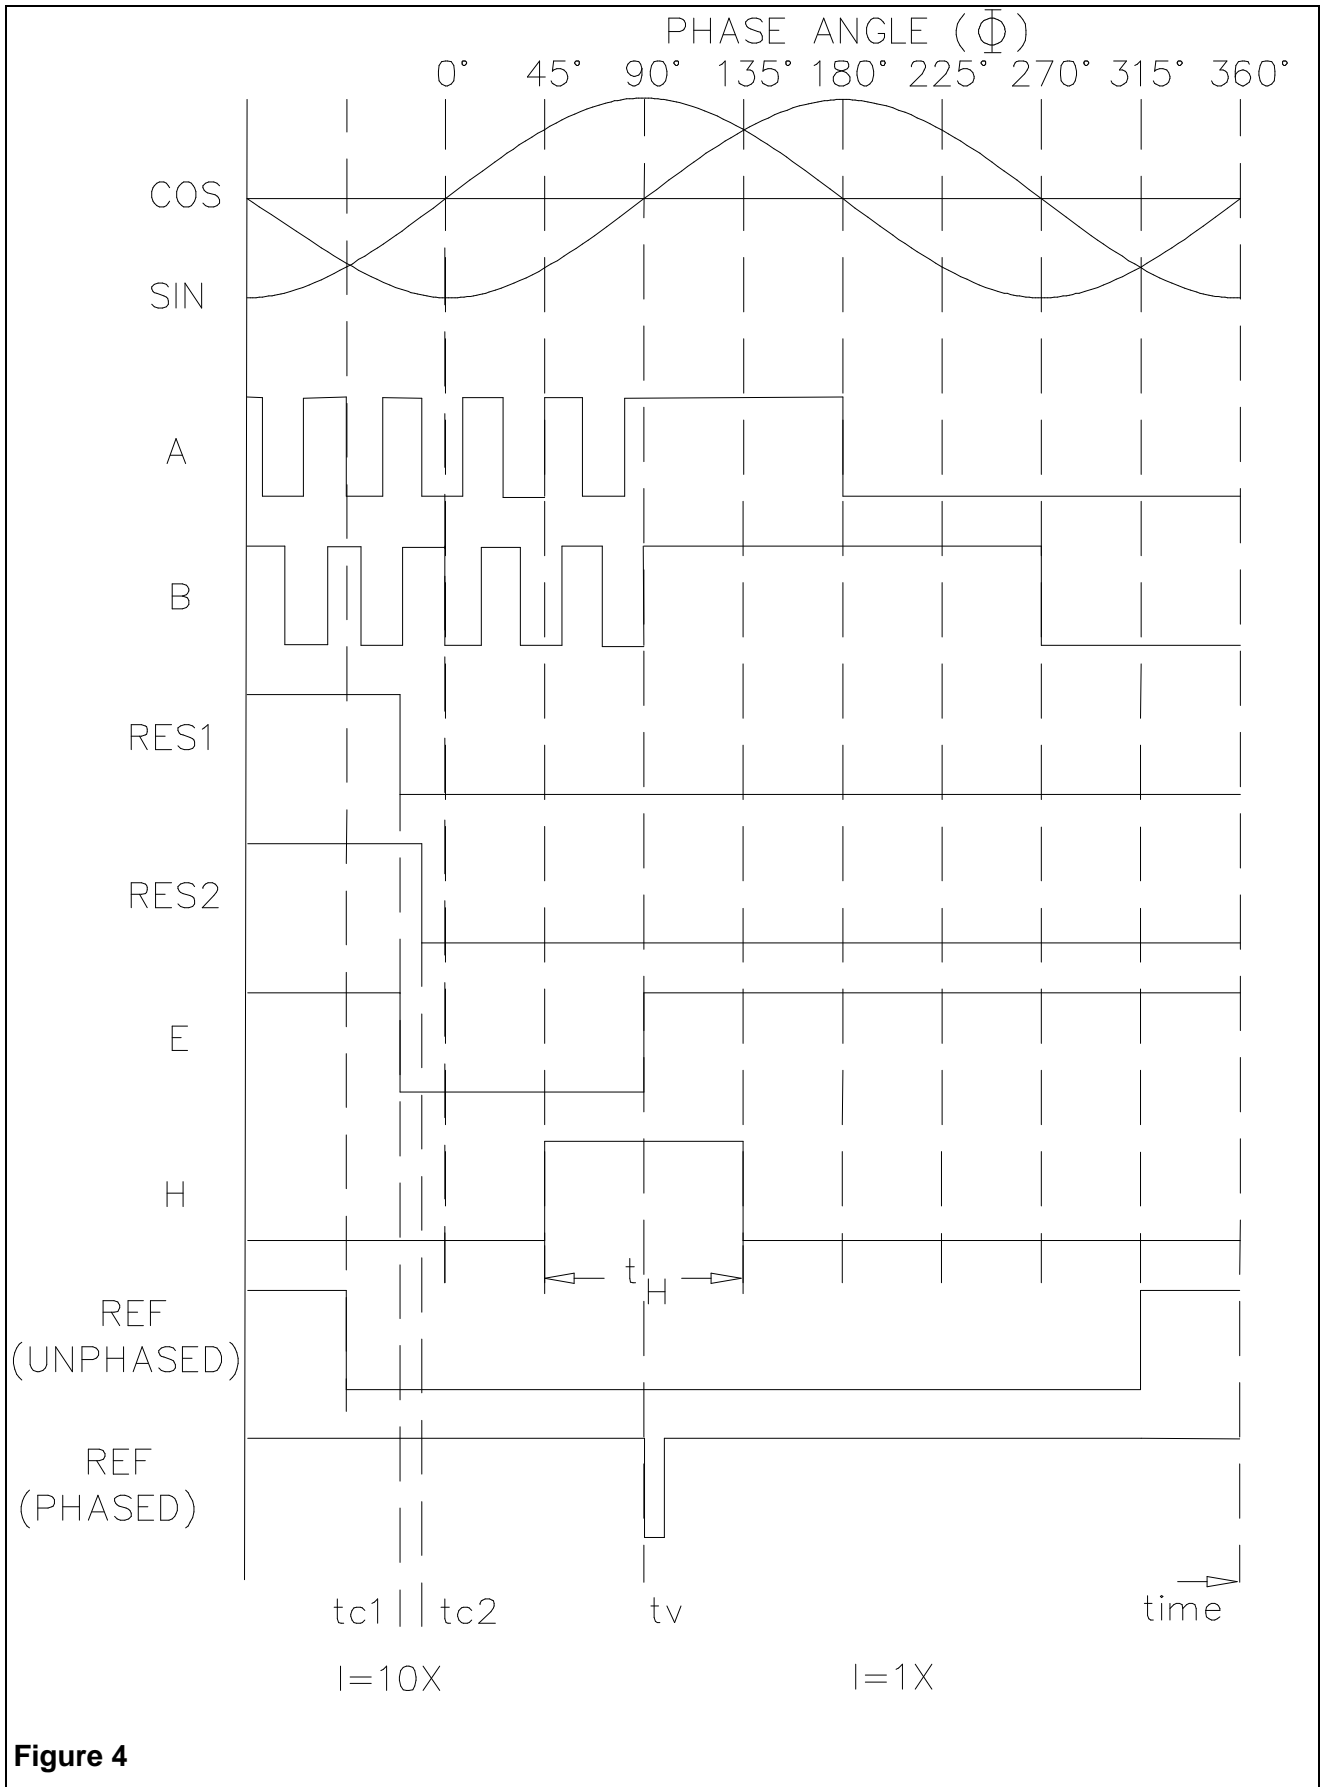 PHASE ANGLE (Φ)
0° 45° 90° 135° 180° 225° 270° 315° 360°
COS
SIN
A
B
RES1
RES2
E
H
tH
REF
(UNPHASED)
REF
(PHASED)
tc1 tc2 tv time
I=10X I=1X
Figure 4